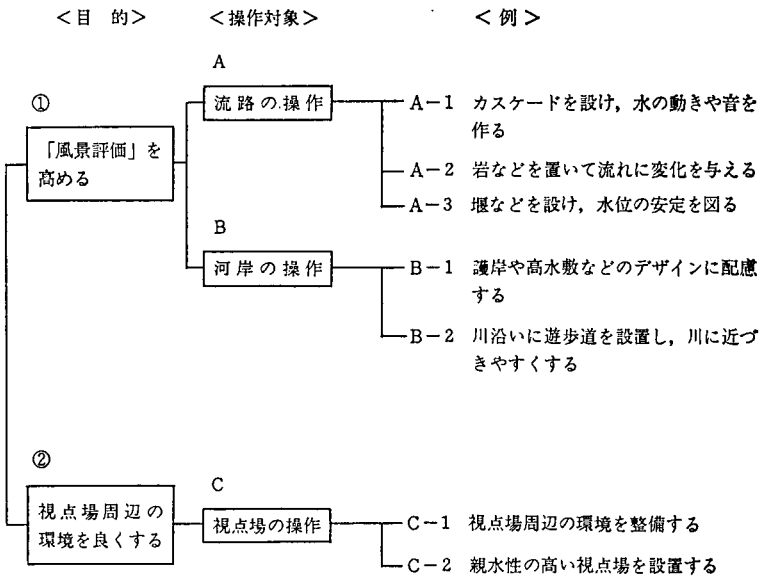 <目 的> <操作対象> <例>
A
①
流路の操作
A-1 カスケードを設け,水の動きや音を
作る
「風景評価」を
高める
A-2 岩などを置いて流れに変化を与える
A-3 堰などを設け,水位の安定を図る
B
河岸の操作
B-1 護岸や高水敷などのデザインに配慮
する
B-2 川沿いに遊歩道を設置し,川に近づ
きやすくする
②
C
視点場周辺の
環境を良くする
視点場の操作
C-1 視点場周辺の環境を整備する
C-2 親水性の高い視点場を設置する